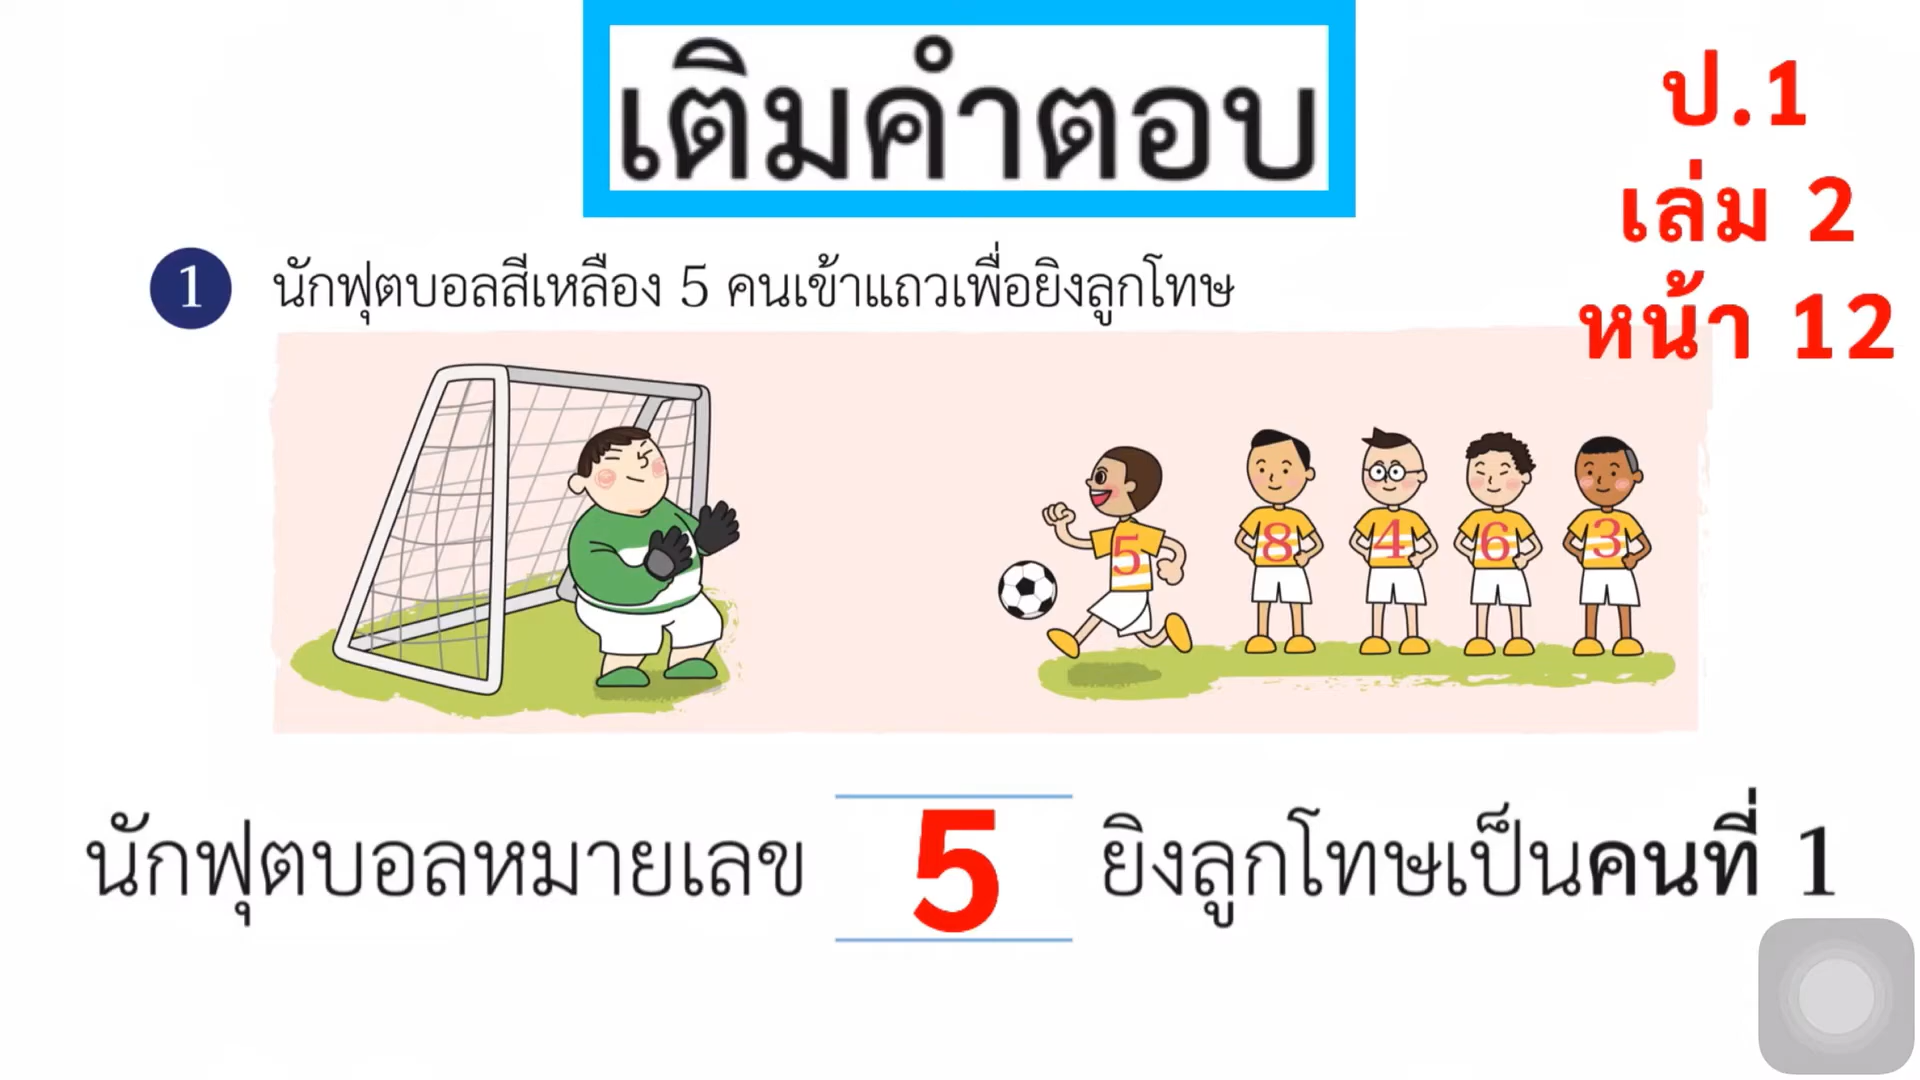 เติมคำตอบ
ป.1
เล่ม 2
หน้า 12
1 นักฟุตบอลสีเหลือง 5 คนเข้าแถวเพื่อยิงลูกโทษ
5 8 4 6 3
นักฟุตบอลหมายเลข 5 ยิงลูกโทษเป็นคนที่ 1